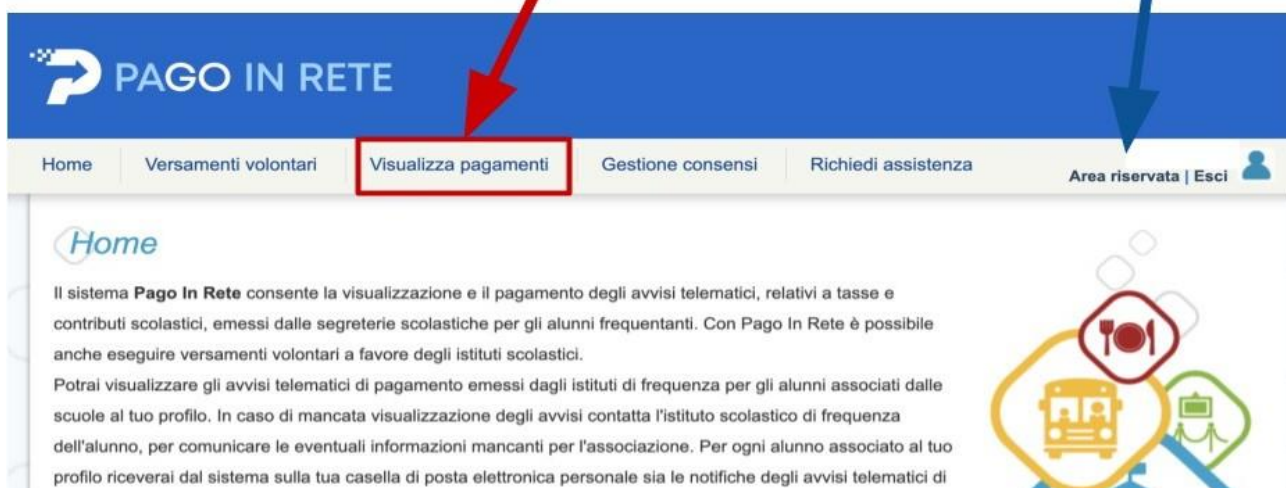 PAGO IN RETE
Home Versamenti volontari Visualizza pagamenti Gestione consensi Richiedi assistenza Area riservata | Esci
Home
Il sistema Pago In Rete consente la visualizzazione e il pagamento degli avvisi telematici, relativi a tasse e
contributi scolastici, emessi dalle segreterie scolastiche per gli alunni frequentanti. Con Pago In Rete è possibile
anche eseguire versamenti volontari a favore degli istituti scolastici.
Potrai visualizzare gli avvisi telematici di pagamento emessi dagli istituti di frequenza per gli alunni associati dalle
scuole al tuo profilo. In caso di mancata visualizzazione degli avvisi contatta l'istituto scolastico di frequenza
dell'alunno, per comunicare le eventuali informazioni mancanti per l'associazione. Per ogni alunno associato al tuo
profilo riceverai dal sistema sulla tua casella di posta elettronica personale sia le notifiche degli avvisi telematici di